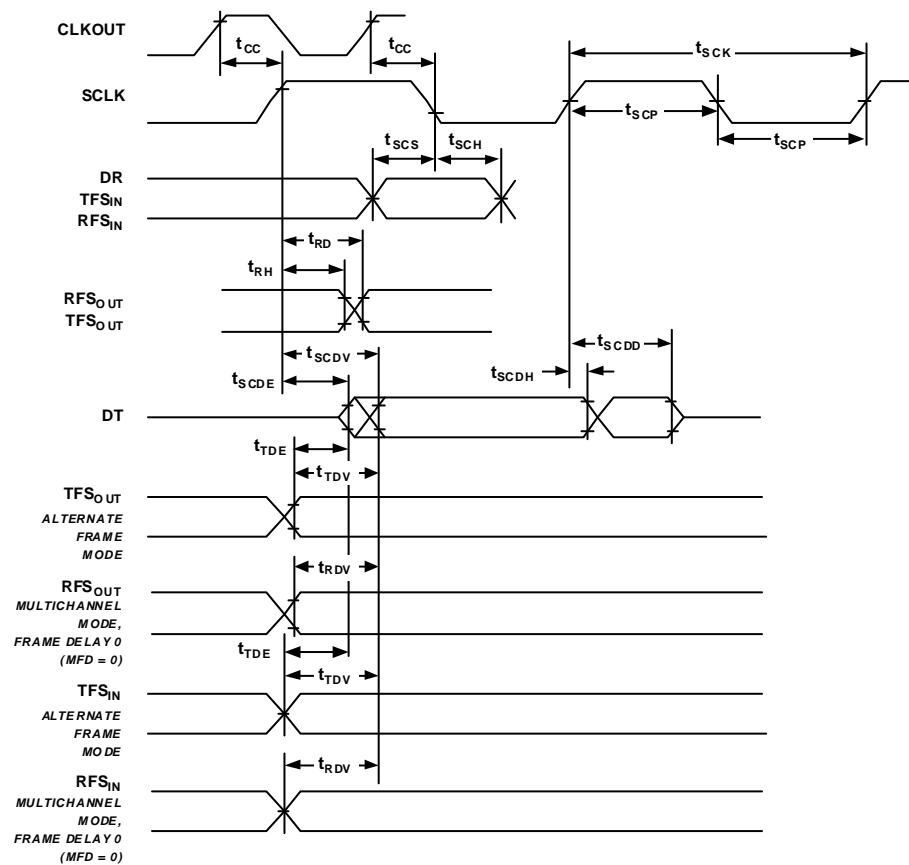 CLKOUT
tCC
tCC
tSCK
SCLK
tSCP
tSCP
tSCS
tSCH
DR
TFSIN
RFSIN
tRD
tRH
RFSOUT
TFSOUT
tSCDV
tSCDD
tSCDE
tSCDH
DT
tTDE
tTDV
TFSOUT
ALTERNATE
FRAME
MODE
tRDV
RFSOUT
MULTICHANNEL
MODE,
FRAME DELAY 0
(MFD = 0)
tTDE
tTDV
TFSIN
ALTERNATE
FRAME
MODE
tRDV
RFSIN
MULTICHANNEL
MODE,
FRAME DELAY 0
(MFD = 0)